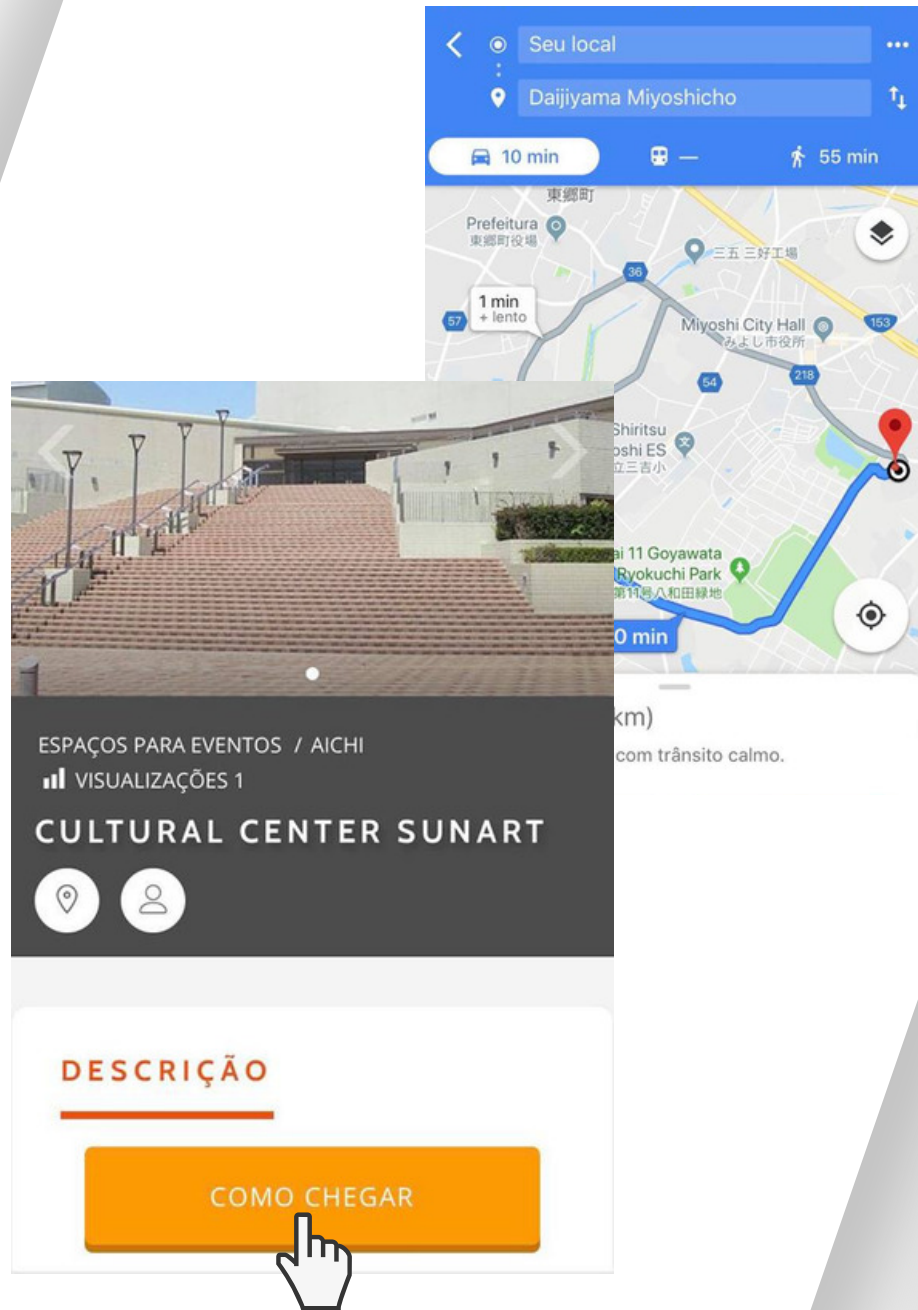 Seu local
Daijiyama Miyoshicho
10 min
55 min
東郷町
Prefeitura
東郷町役場
三五 三好工場
36
1 min
+ lento
57
Miyoshi City Hall
みよし市役所
153
54
218
Shiritsu
oshi ES
立三吉小
ai 11 Goyawata
Ryokuchi Park
第11号八和田緑地
0 min
km)
com trânsito calmo.
ESPAÇOS PARA EVENTOS / AICHI
VISUALIZAÇÕES 1
CULTURAL CENTER SUNART
DESCRIÇÃO
COMO CHEGAR